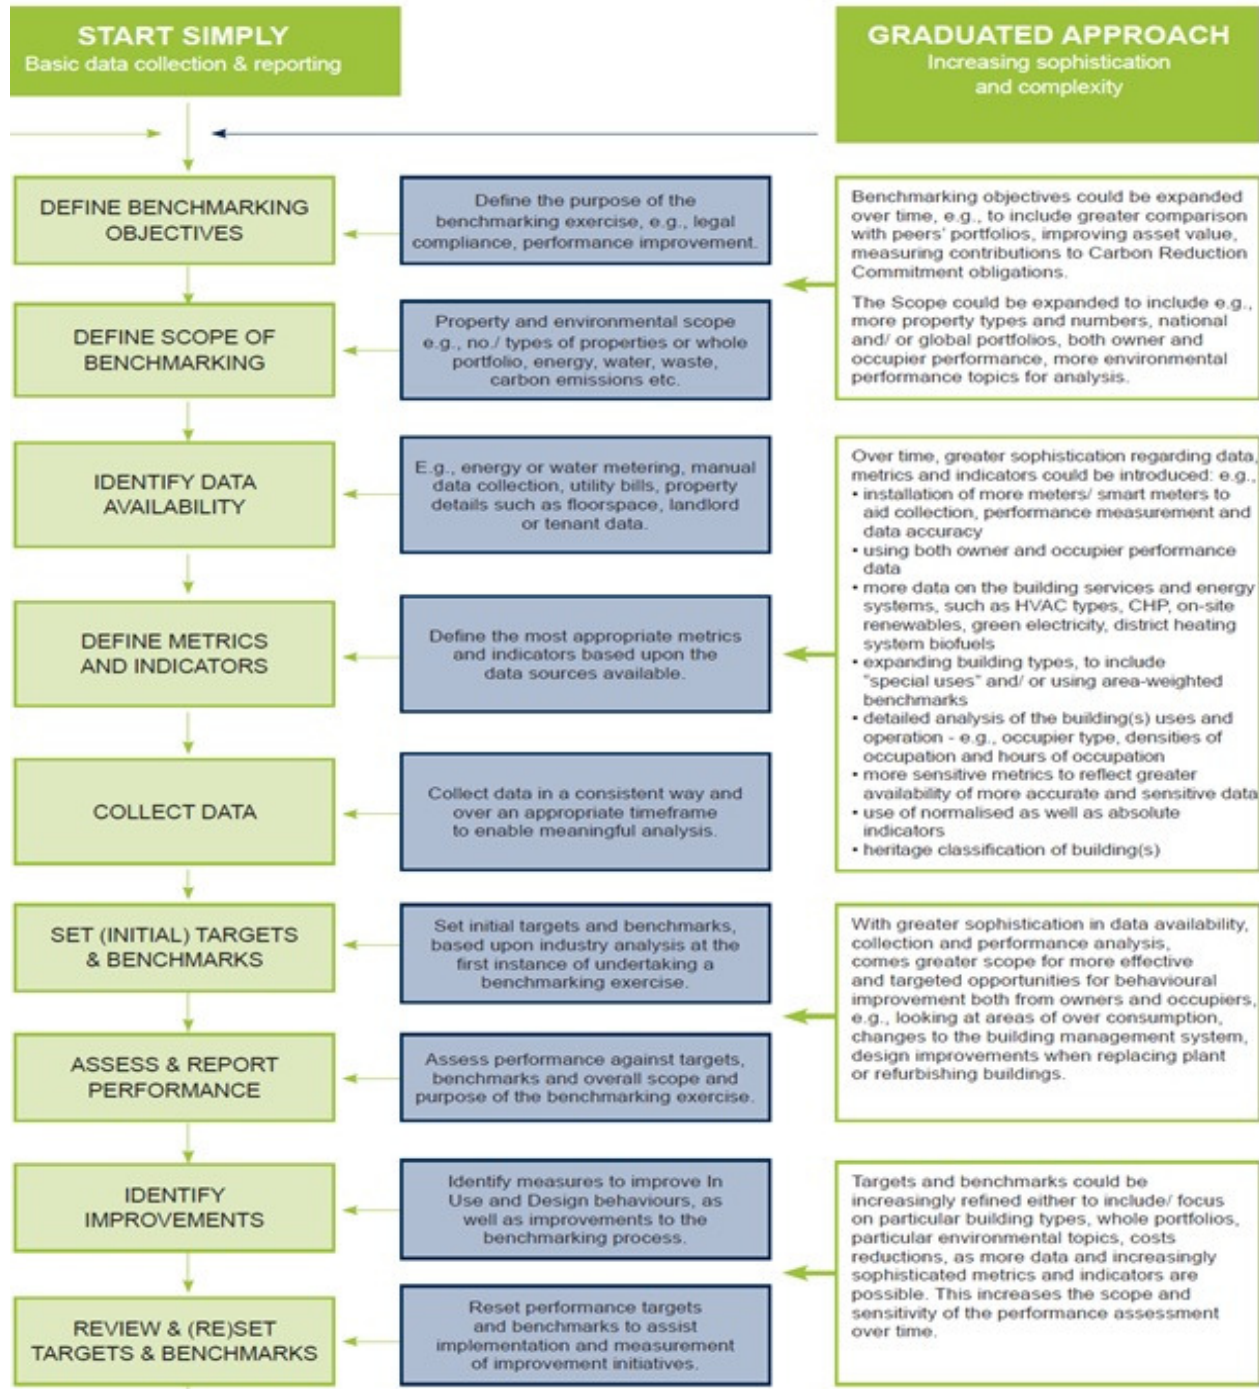 START SIMPLY
Basic data collection & reporting
GRADUATED APPROACH
Increasing sophistication
and complexity
DEFINE BENCHMARKING
OBJECTIVES
Define the purpose of the
benchmarking exercise, e.g., legal
compliance, performance improvement.
Benchmarking objectives could be expanded
over time, e.g., to include greater comparison
with peers' portfolios, improving asset value,
measuring contributions to Carbon Reduction
Commitment obligations.
The Scope could be expanded to include e.g.,
more property types and numbers, national
and/ or global portfolios, both owner and
occupier performance, more environmental
performance topics for analysis.
DEFINE SCOPE OF
BENCHMARKING
Property and environmental scope
e.g., no./ types of properties or whole
portfolio, energy, water, waste,
carbon emissions etc.
IDENTIFY DATA
AVAILABILITY
E.g., energy or water metering, manual
data collection, utility bills, property
details such as floorspace, landlord
or tenant data.
Over time, greater sophistication regarding data,
metrics and indicators could be introduced: e.g.,
• installation of more meters/ smart meters to
aid collection, performance measurement and
data accuracy
• using both owner and occupier performance
data
• more data on the building services and energy
systems, such as HVAC types, CHP, on-site
renewables, green electricity, district heating
system biofuels
• expanding building types, to include
"special uses" and/ or using area-weighted
benchmarks
• detailed analysis of the building(s) uses and
operation - e.g., occupier type, densities of
occupation and hours of occupation
• more sensitive metrics to reflect greater
availability of more accurate and sensitive data
• use of normalised as well as absolute
indicators
• heritage classification of building(s)
DEFINE METRICS
AND INDICATORS
Define the most appropriate metrics
and indicators based upon the
data sources available.
COLLECT DATA
Collect data in a consistent way and
over an appropriate timeframe
to enable meaningful analysis.
SET (INITIAL) TARGETS
& BENCHMARKS
Set initial targets and benchmarks,
based upon industry analysis at the
first instance of undertaking a
benchmarking exercise.
With greater sophistication in data availability,
collection and performance analysis,
comes greater scope for more effective
and targeted opportunities for behavioural
improvement both from owners and occupiers,
e.g., looking at areas of over consumption,
changes to the building management system,
design improvements when replacing plant
or refurbishing buildings.
ASSESS & REPORT
PERFORMANCE
Assess performance against targets,
benchmarks and overall scope and
purpose of the benchmarking exercise.
IDENTIFY
IMPROVEMENTS
Identify measures to improve In
Use and Design behaviours, as
well as improvements to the
benchmarking process.
Targets and benchmarks could be
increasingly refined either to include/ focus
on particular building types, whole portfolios,
particular environmental topics, costs
reductions, as more data and increasingly
sophisticated metrics and indicators are
possible. This increases the scope and
sensitivity of the performance assessment
over time.
REVIEW & (RE)SET
TARGETS & BENCHMARKS
Reset performance targets
and benchmarks to assist
implementation and measurement
of improvement initiatives.